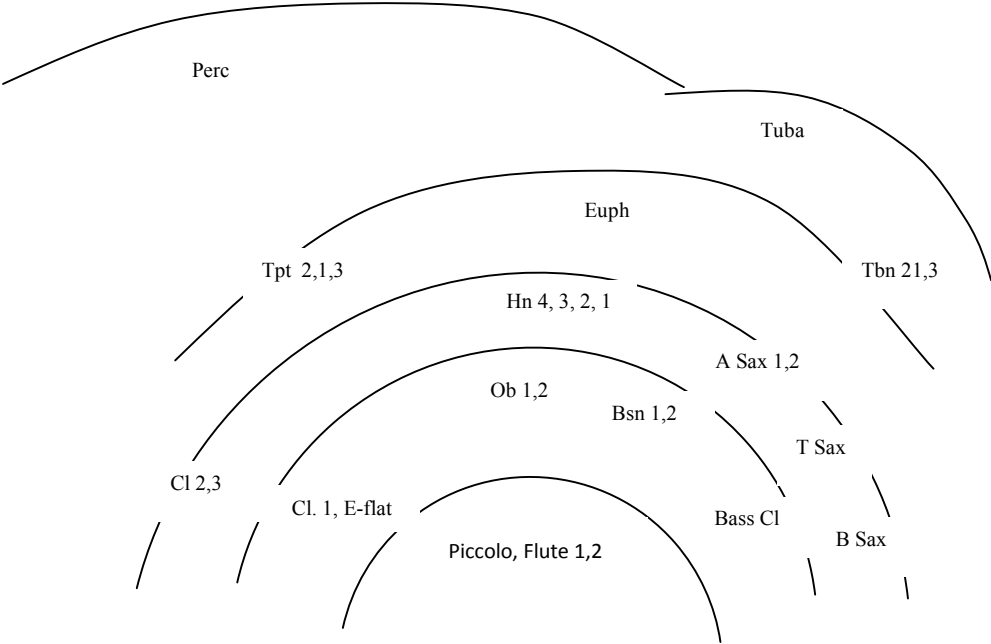 Perc
Tuba
Euph
Tpt 2,1,3
Tbn 21,3
Hn 4, 3, 2, 1
A Sax 1,2
Ob 1,2
Bsn 1,2
T Sax
Cl 2,3
Cl. 1, E-flat
Bass Cl
B Sax
Piccolo, Flute 1,2